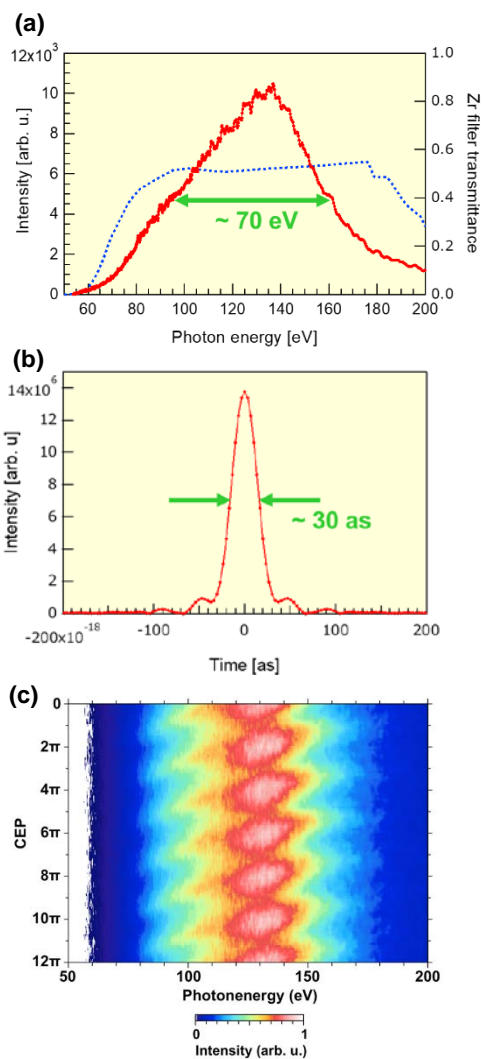 (a)
12x10³
1.0
10
0.8
8
0.6
6
0.4
4
0.2
2
0
0.0
Intensity [arb. u.]
Zr filter transmittance
~ 70 eV
60 80 100 120 140 160 180 200
Photon energy [eV]
(b)
14x10⁶
12
10
8
6
4
2
0
Intensity [arb. u]
~ 30 as
-200x10⁻¹⁸ -100 0 100 200
Time [as]
(c)
0
2π
4π
6π
8π
10π
12π
CEP
50 100 150 200
Photonenergy (eV)
0 1
Intensity (arb. u.)